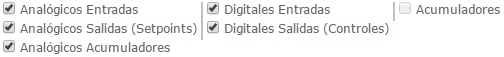 Analógicos Entradas
Digitales Entradas
Acumuladores
Analógicos Salidas (Setpoints)
Digitales Salidas (Controles)
Analógicos Acumuladores